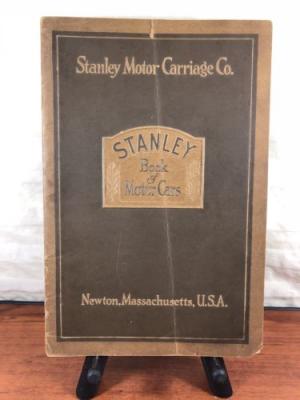 Stanley Motor Carriage Co.
STANLEY
Book
of
Motor Cars
Newton, Massachusetts, U.S.A.